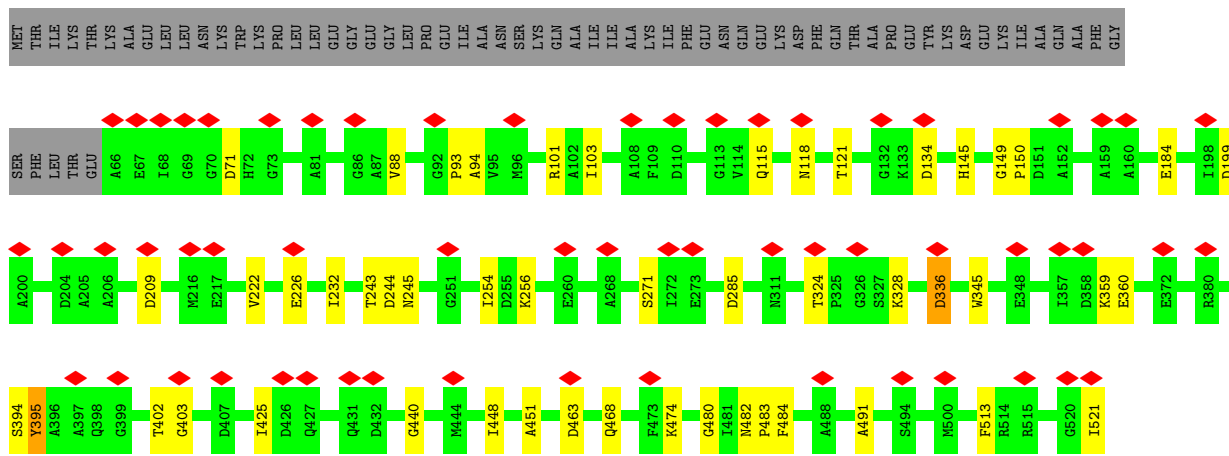 MET THR ILE LYS THR LYS ALA GLU LEU LEU ASN LYS TRP LYS PRO LEU LEU GLU GLY GLU GLY LEU PRO GLU ILE ALA ASN SER LYS GLN ALA ILE ILE ALA LYS ILE PHE GLU ASN GLN GLU LYS ASP PHE GLN THR ALA PRO GLU TYR LYS ASP GLU LYS ILE ALA GLN ALA PHE GLY
SER PHE LEU THR GLU A66 E67 I68 G69 G70 D71 H72 G73 A81 G86 A87 V88 G92 P93 A94 V95 M96 R101 A102 I103 A108 F109 D110 G113 V114 Q115 N118 T121 G132 K133 D134 H145 G149 P150 D151 A152 A159 A160 E184 I198 D199
A200 D204 A205 A206 D209 M216 E217 V222 E226 I232 T243 D244 N245 G251 I254 D255 K256 E260 A268 S271 I272 E273 D285 N311 T324 P325 G326 S327 K328 D336 W345 E348 I357 D358 K359 E360 E372 R380
S394 Y395 A396 A397 Q398 G399 T402 G403 D407 I425 D426 Q427 Q431 D432 G440 M444 I448 A451 D463 Q468 F473 K474 G480 I481 N482 P483 F484 A488 A491 S494 M500 F513 R514 R515 G520 I521